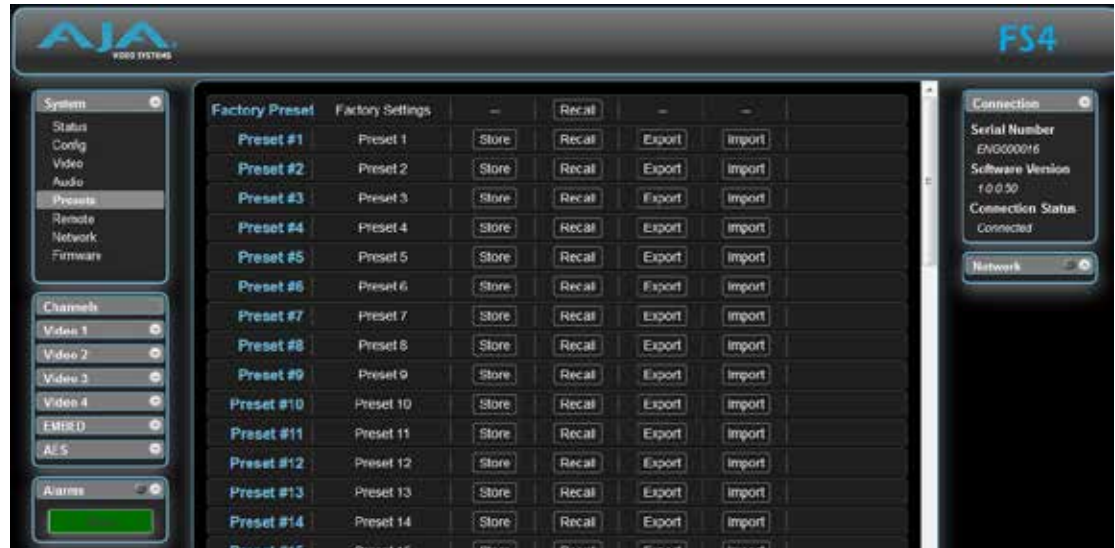 AJA
VIDEO SYSTEMS
FS4
System
Status
Config
Video
Audio
Presets
Remote
Network
Firmware
Channels
Video 1
Video 2
Video 3
Video 4
EMBED
AES
Alarms
Factory Preset Factory Settings -- Recall -- --
Preset #1 Preset 1 Store Recall Export Import
Preset #2 Preset 2 Store Recall Export Import
Preset #3 Preset 3 Store Recall Export Import
Preset #4 Preset 4 Store Recall Export Import
Preset #5 Preset 5 Store Recall Export Import
Preset #6 Preset 6 Store Recall Export Import
Preset #7 Preset 7 Store Recall Export Import
Preset #8 Preset 8 Store Recall Export Import
Preset #9 Preset 9 Store Recall Export Import
Preset #10 Preset 10 Store Recall Export Import
Preset #11 Preset 11 Store Recall Export Import
Preset #12 Preset 12 Store Recall Export Import
Preset #13 Preset 13 Store Recall Export Import
Preset #14 Preset 14 Store Recall Export Import
Connection
Serial Number
ENG000016
Software Version
1.0.0.50
Connection Status
Connected
Network